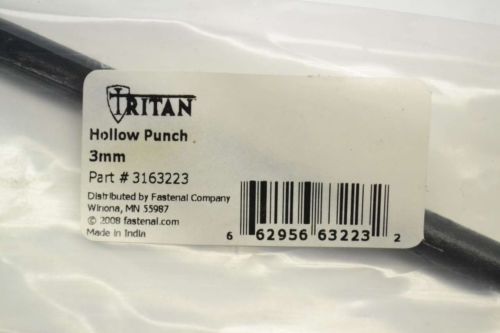 TRITAN
Hollow Punch
3mm
Part # 3163223
Distributed by Fastenal Company
Winona, MN 55987
© 2008 fastenal.com
Made in India
6 62956 63223 2